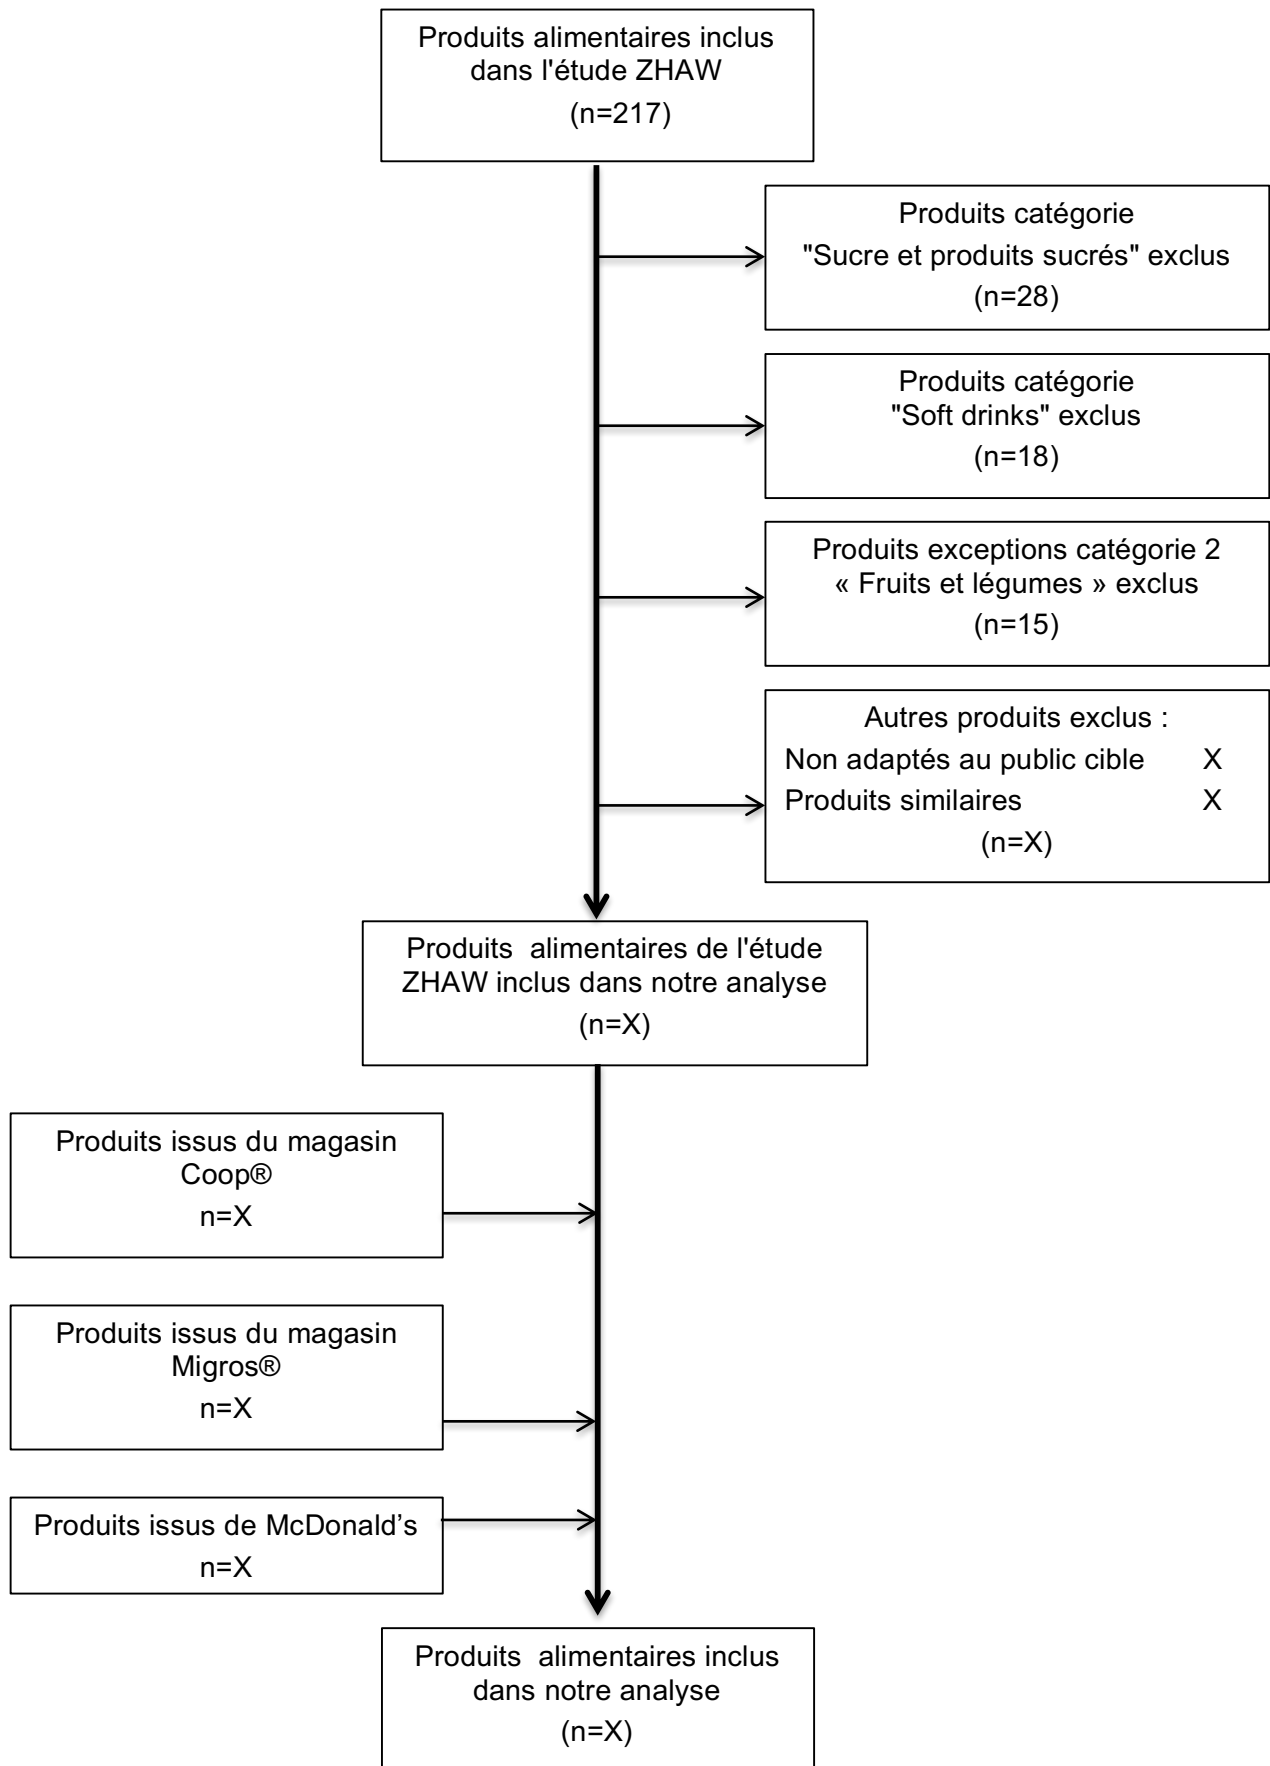 Produits alimentaires inclus
dans l'étude ZHAW
(n=217)
Produits catégorie
"Sucre et produits sucrés" exclus
(n=28)
Produits catégorie
"Soft drinks" exclus
(n=18)
Produits exceptions catégorie 2
« Fruits et légumes » exclus
(n=15)
Autres produits exclus :
Non adaptés au public cible X
Produits similaires X
(n=X)
Produits alimentaires de l'étude
ZHAW inclus dans notre analyse
(n=X)
Produits issus du magasin
Coop®
n=X
Produits issus du magasin
Migros®
n=X
Produits issus de McDonald’s
n=X
Produits alimentaires inclus
dans notre analyse
(n=X)